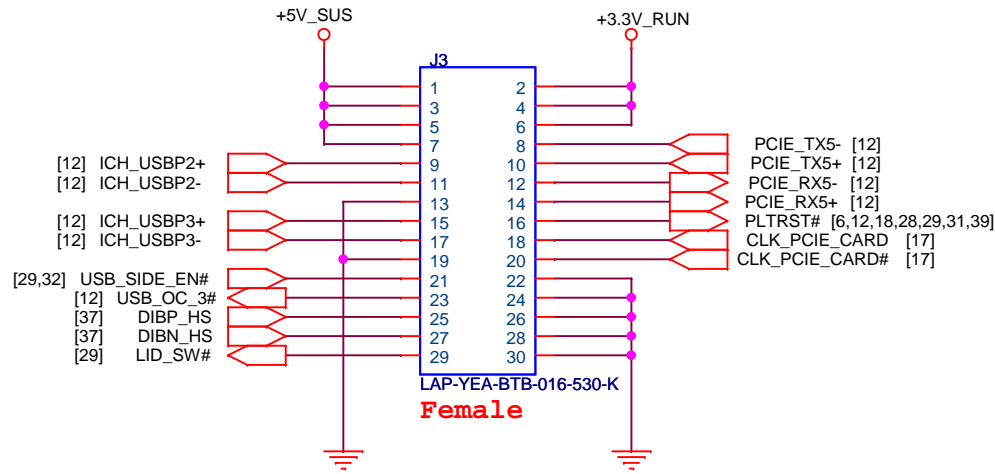 +5V_SUS +3.3V_RUN
J3
1 2
3 4
5 6
7 8 PCIE_TX5- [12]
[12] ICH_USBP2+ 9 10 PCIE_TX5+ [12]
[12] ICH_USBP2- 11 12 PCIE_RX5- [12]
13 14 PCIE_RX5+ [12]
[12] ICH_USBP3+ 15 16 PLTRST# [6,12,18,28,29,31,39]
[12] ICH_USBP3- 17 18 CLK_PCIE_CARD [17]
19 20 CLK_PCIE_CARD# [17]
[29,32] USB_SIDE_EN# 21 22
[12] USB_OC_3# 23 24
[37] DIBP_HS 25 26
[37] DIBN_HS 27 28
[29] LID_SW# 29 30
LAP-YEA-BTB-016-530-K
Female